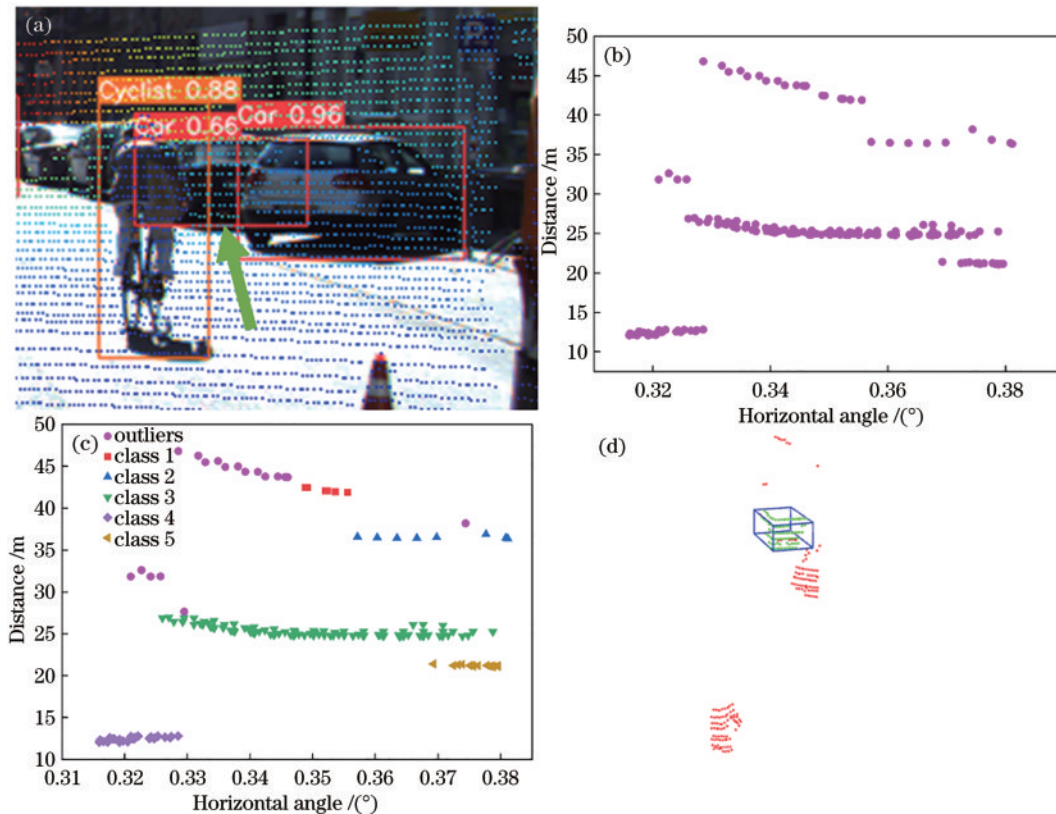 (a)
Cyclist 0.88
Car 0.66
Car 0.96
(b)
50
45
40
35
30
25
20
15
10
Distance /m
0.32
0.34
0.36
0.38
Horizontal angle /(°)
(c)
outliers
class 1
class 2
class 3
class 4
class 5
50
45
40
35
30
25
20
15
10
Distance /m
0.31
0.32
0.33
0.34
0.35
0.36
0.37
0.38
Horizontal angle /(°)
(d)